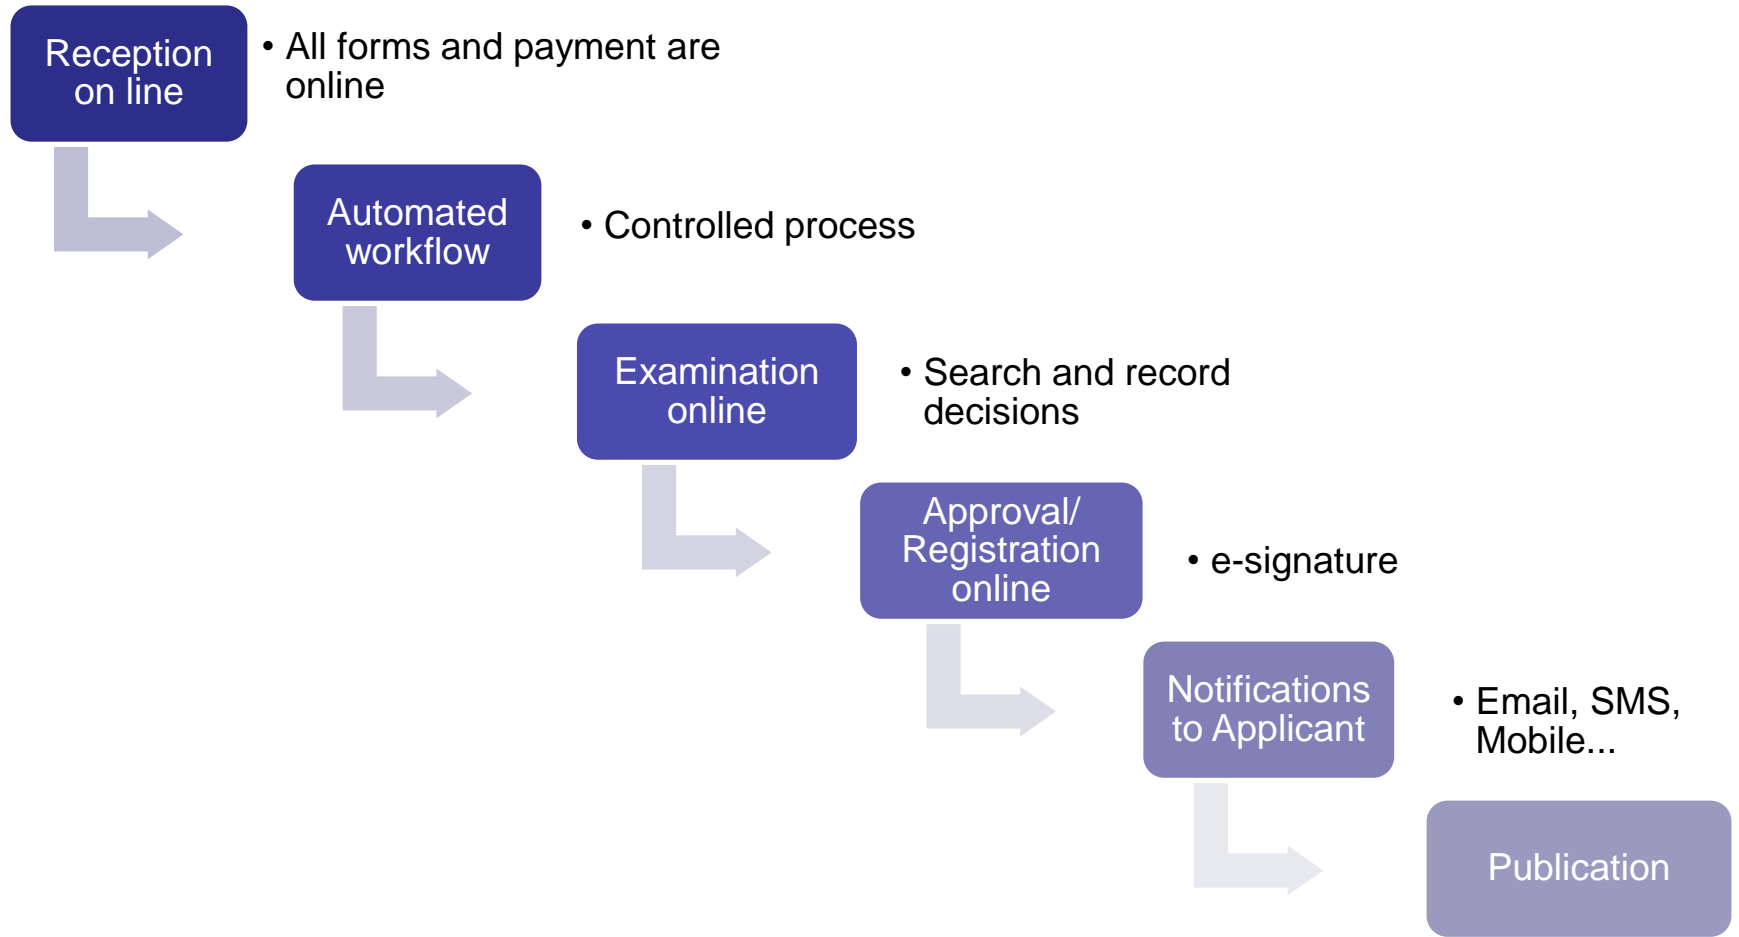 Reception
on line
• All forms and payment are
online
Automated
workflow
• Controlled process
Examination
online
• Search and record
decisions
Approval/
Registration
online
• e-signature
Notifications
to Applicant
• Email, SMS,
Mobile...
Publication